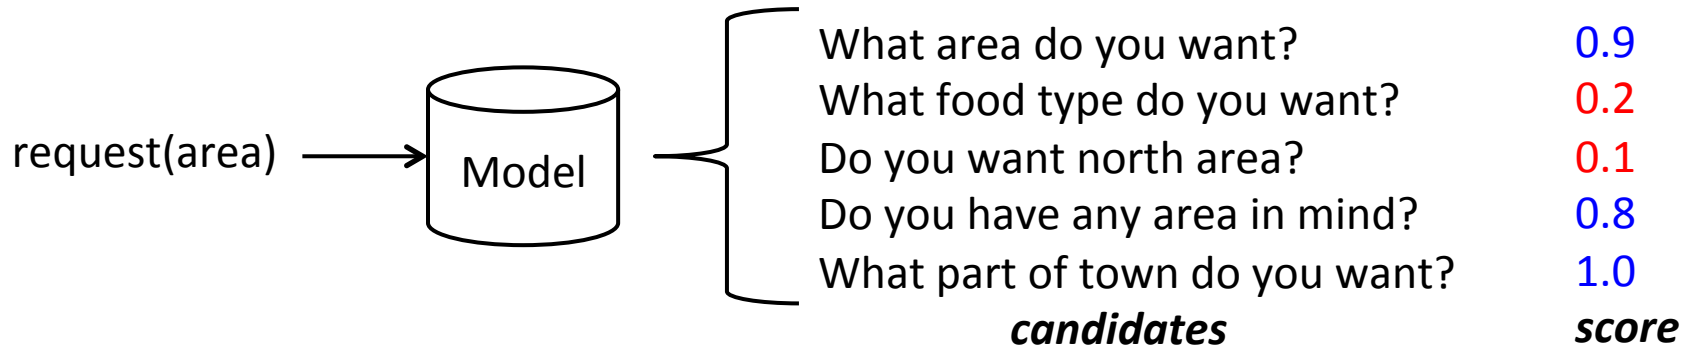 request(area)
Model
What area do you want? 0.9
What food type do you want? 0.2
Do you want north area? 0.1
Do you have any area in mind? 0.8
What part of town do you want? 1.0
candidates score